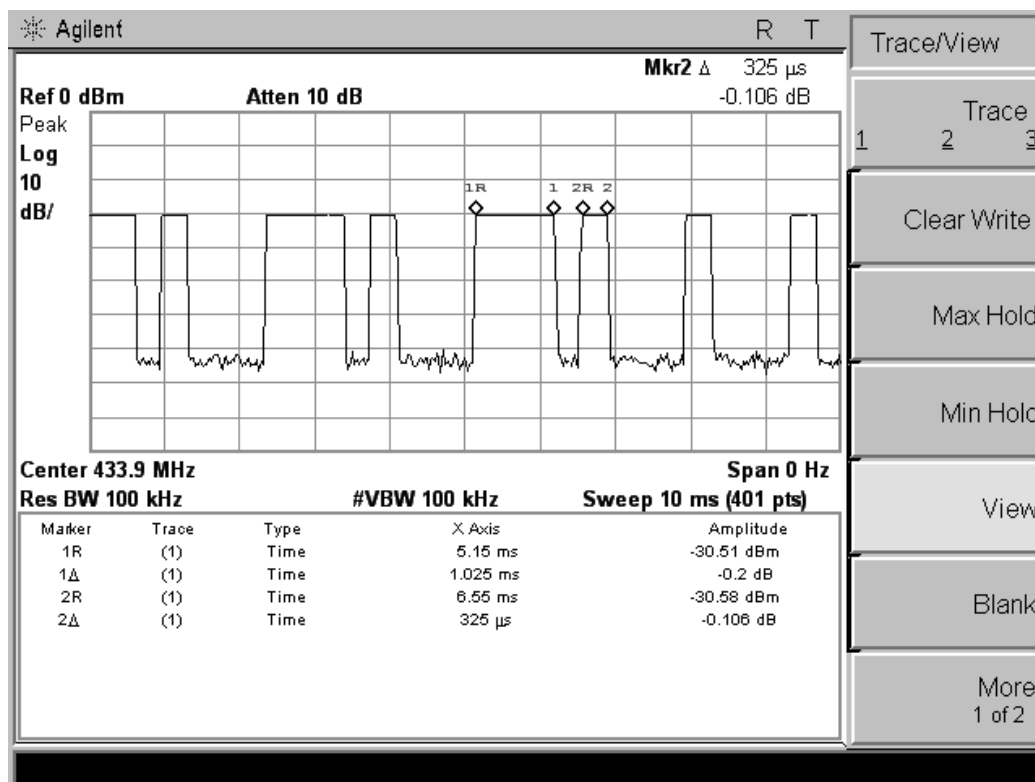 Agilent R T
Mkr2 Δ 325 μs
Ref 0 dBm Atten 10 dB -0.106 dB
Peak
Log
10
dB/
1R 1 2R 2
Center 433.9 MHz Span 0 Hz
Res BW 100 kHz #VBW 100 kHz Sweep 10 ms (401 pts)
Marker Trace Type X Axis Amplitude
1R (1) Time 5.15 ms -30.51 dBm
1Δ (1) Time 1.025 ms -0.2 dB
2R (1) Time 6.55 ms -30.58 dBm
2Δ (1) Time 325 μs -0.106 dB
Trace/View
Trace
1 2 3
Clear Write
Max Hold
Min Hold
View
Blank
More
1 of 2